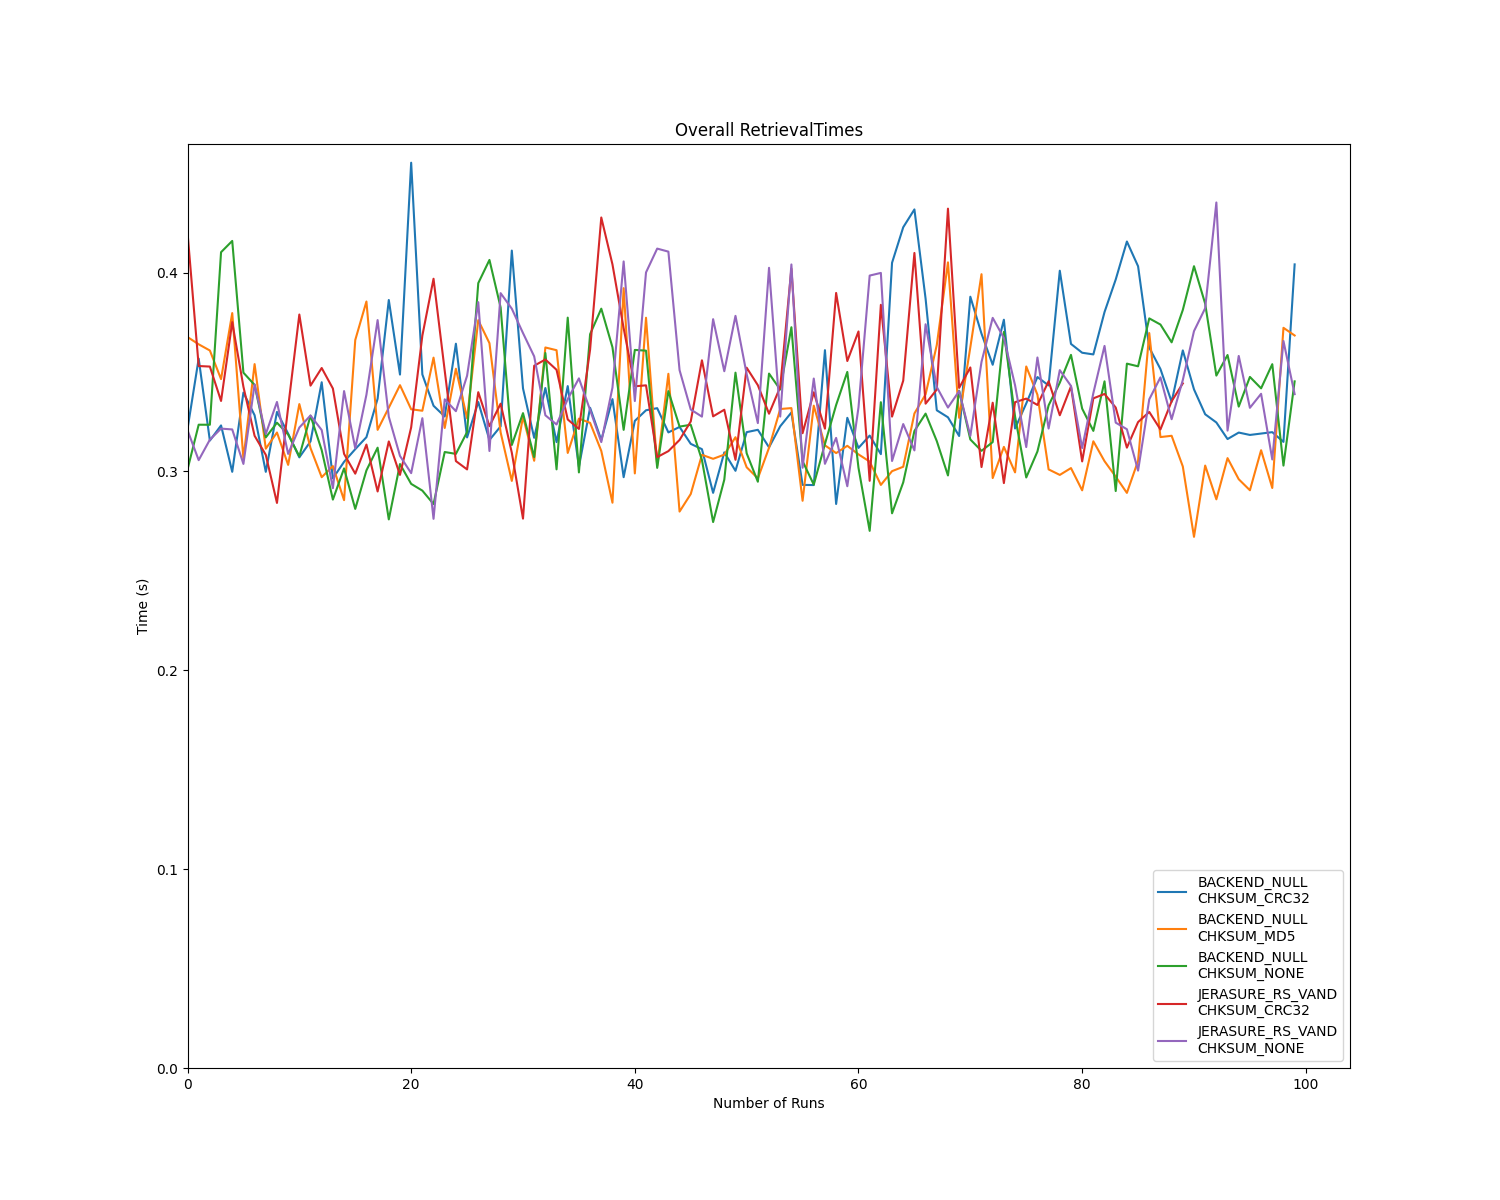 Overall RetrievalTimes
Time (s)
0.4
0.3
0.2
0.1
0.0
0
20
40
60
80
100
Number of Runs
BACKEND_NULL
CHKSUM_CRC32
BACKEND_NULL
CHKSUM_MD5
BACKEND_NULL
CHKSUM_NONE
JERASURE_RS_VAND
CHKSUM_CRC32
JERASURE_RS_VAND
CHKSUM_NONE